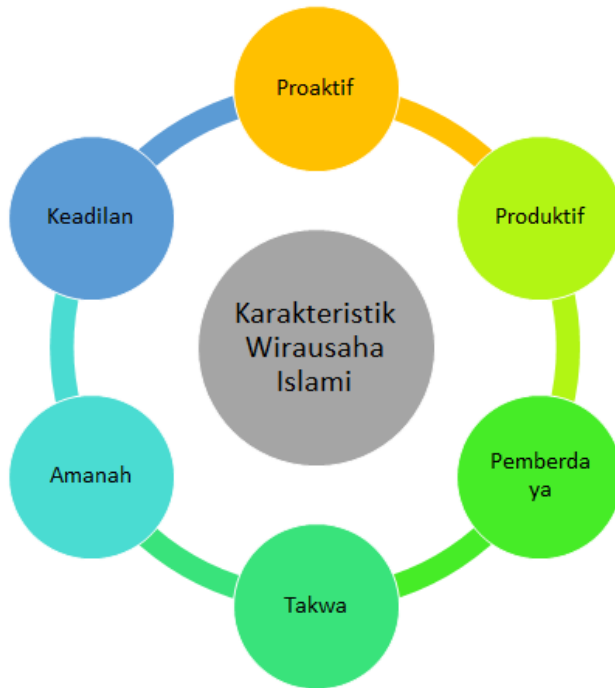 Proaktif
Keadilan
Produktif
Karakteristik
Wirausaha
Islami
Amanah
Pemberda
ya
Takwa